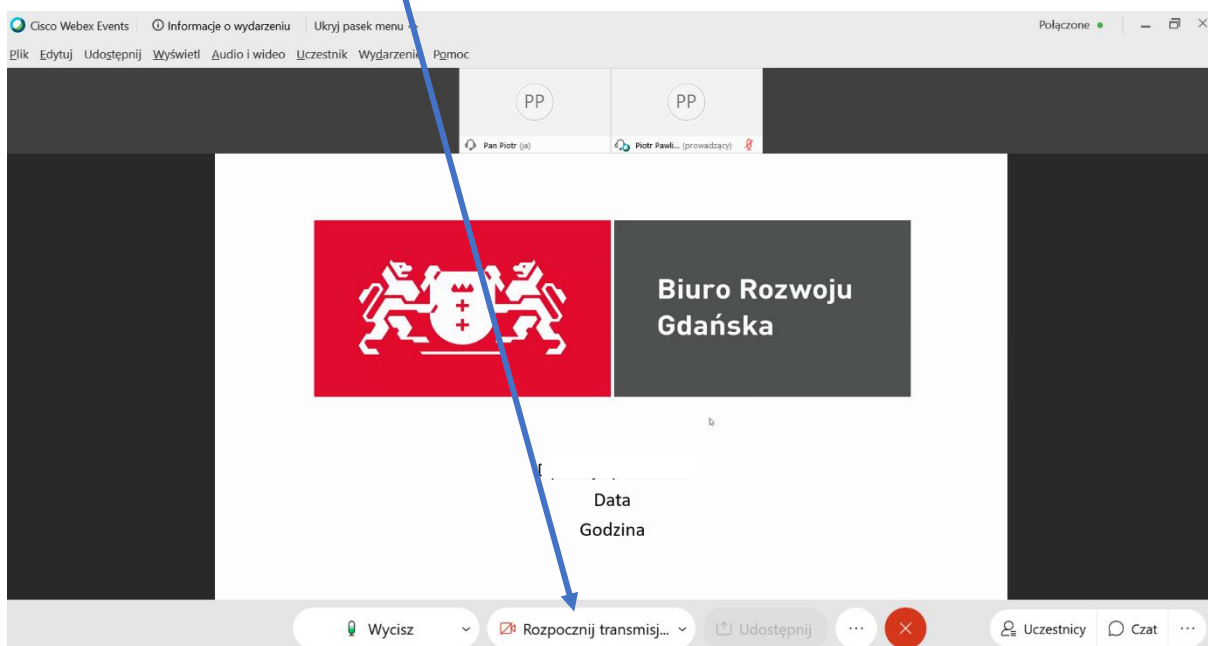 Cisco Webex Events Informacje o wydarzeniu Ukryj pasek menu Połączone
Plik Edytuj Udostępnij Wyświetl Audio i wideo Uczestnik Wydarzenie Pomoc
PP PP
Pan Piotr (ja) Piotr Pawli... (prowadzący)
Biuro Rozwoju
Gdańska
Data
Godzina
Wycisz Rozpocznij transmisj... Udostępnij ... Uczestnicy Czat ...